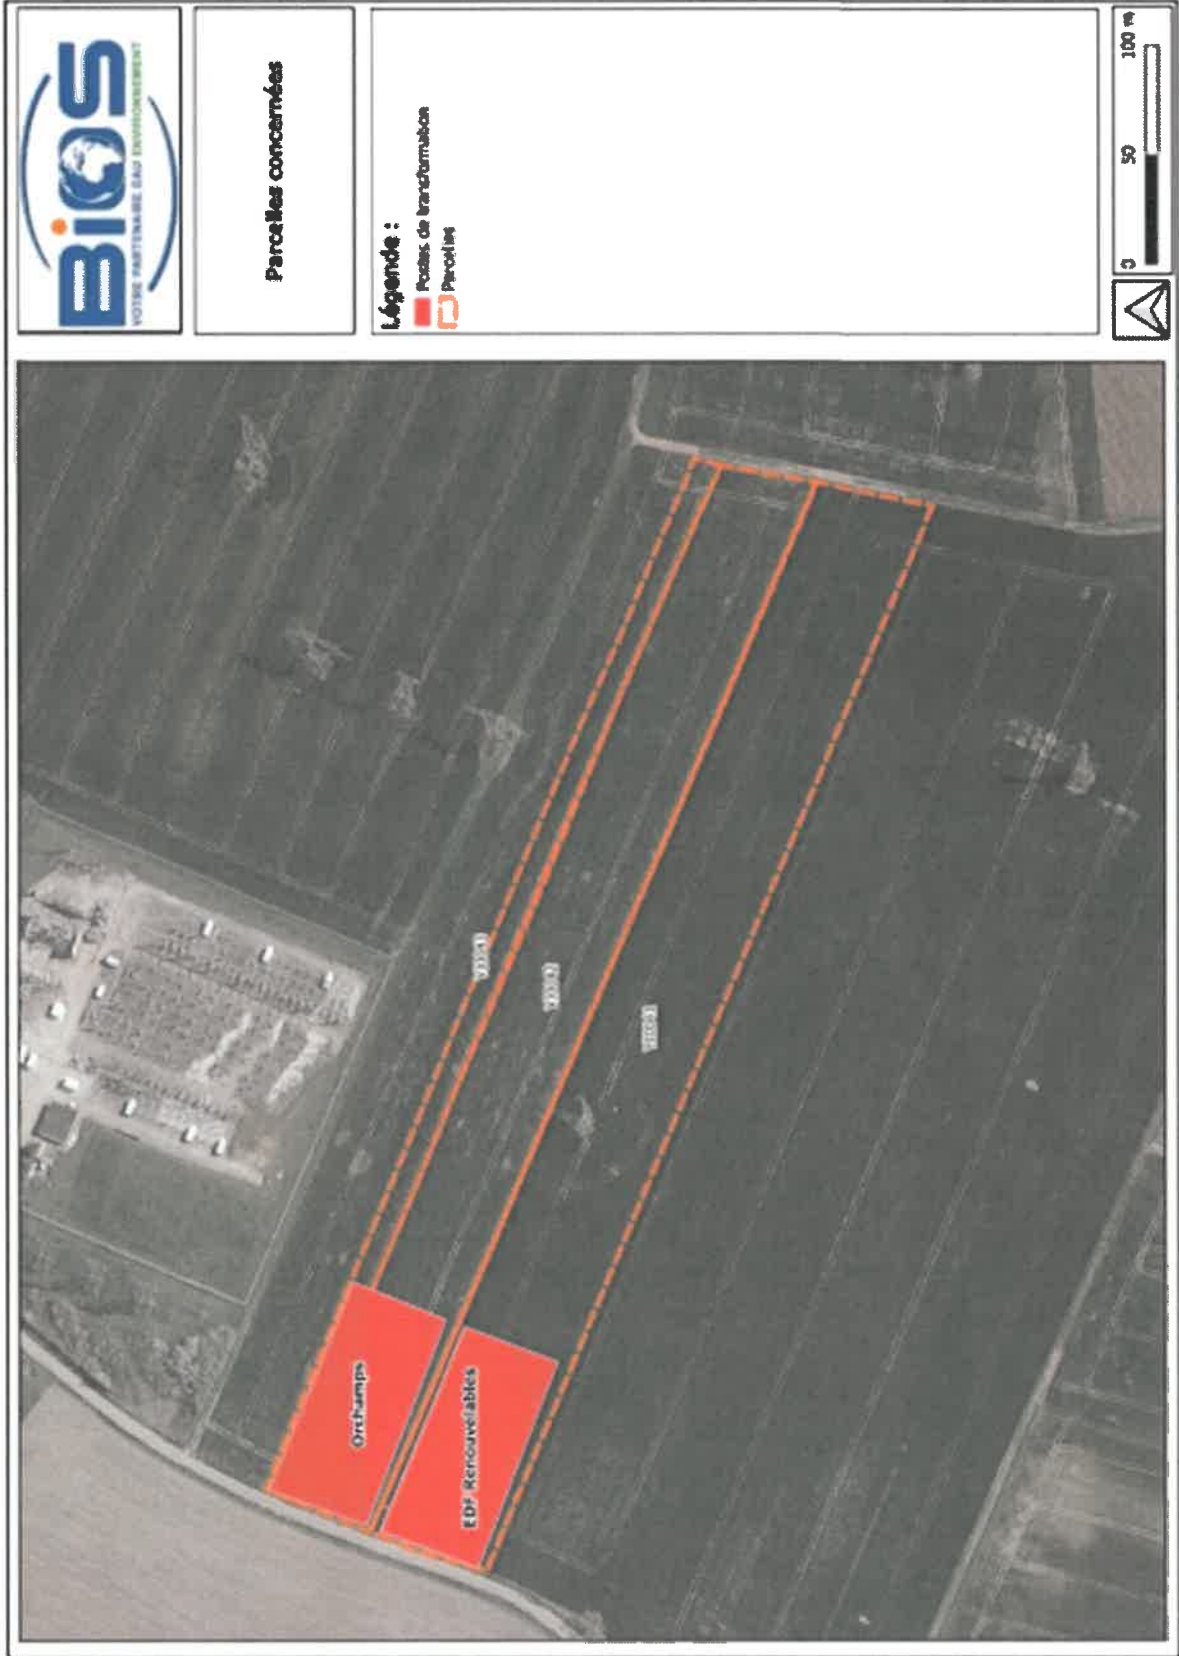 BIOS
VOTRE PARTENAIRE EAU ENVIRONNEMENT
Parcelles concernées
Légende :
Postes de transformation
Parcelles
0 50 100 m
Orchamps
EDF Renouvelables